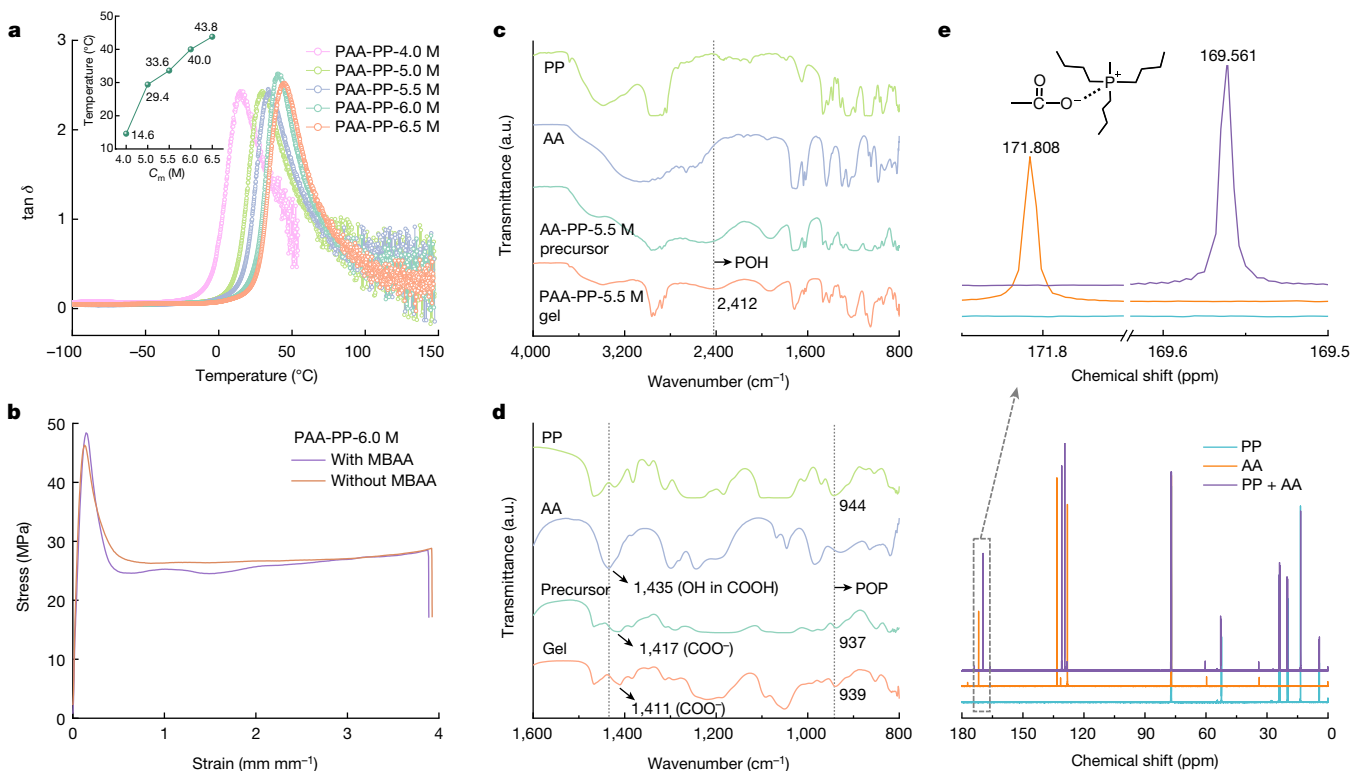 a
3
2
1
0
tan δ
−100
−50
0
50
100
150
Temperature (°C)
PAA-PP-4.0 M
PAA-PP-5.0 M
PAA-PP-5.5 M
PAA-PP-6.0 M
PAA-PP-6.5 M
50
40
30
20
10
Temperature (°C)
43.8
33.6
40.0
29.4
14.6
4.0 5.0 5.5 6.0 6.5
Cm (M)
b
50
40
30
20
10
0
Stress (MPa)
PAA-PP-6.0 M
With MBAA
Without MBAA
0 1 2 3 4
Strain (mm mm−1)
c
Transmittance (a.u.)
PP
AA
AA-PP-5.5 M
precursor
POH
PAA-PP-5.5 M
gel
2,412
4,000 3,200 2,400 1,600 800
Wavenumber (cm−1)
d
Transmittance (a.u.)
PP
944
AA
1,435 (OH in COOH)
POP
Precursor
937
1,417 (COO−)
Gel
939
1,411 (COO−)
1,600 1,400 1,200 1,000 800
Wavenumber (cm−1)
e
O
C
O−
P+
169.561
171.808
171.8
169.6
169.5
Chemical shift (ppm)
PP
AA
PP + AA
180 150 120 90 60 30 0
Chemical shift (ppm)